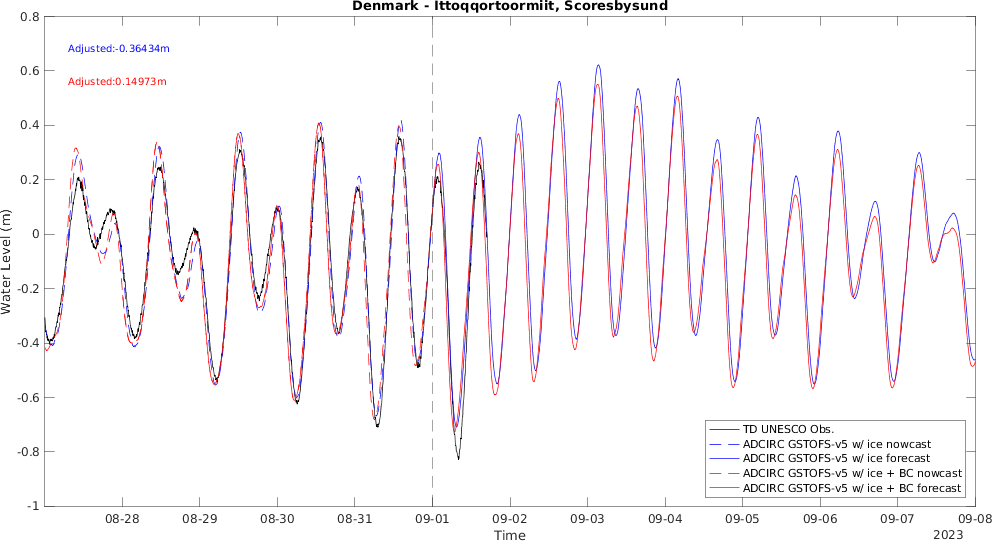 Denmark - Ittoqqortoormiit, Scoresbysund
0.8
0.6
0.4
0.2
0
-0.2
-0.4
-0.6
-0.8
-1
Water Level (m)
Adjusted:-0.36434m
Adjusted:0.14973m
TD UNESCO Obs.
ADCIRC GSTOFS-v5 w/ ice nowcast
ADCIRC GSTOFS-v5 w/ ice forecast
ADCIRC GSTOFS-v5 w/ ice + BC nowcast
ADCIRC GSTOFS-v5 w/ ice + BC forecast
08-28 08-29 08-30 08-31 09-01 09-02 09-03 09-04 09-05 09-06 09-07 09-08
Time
2023